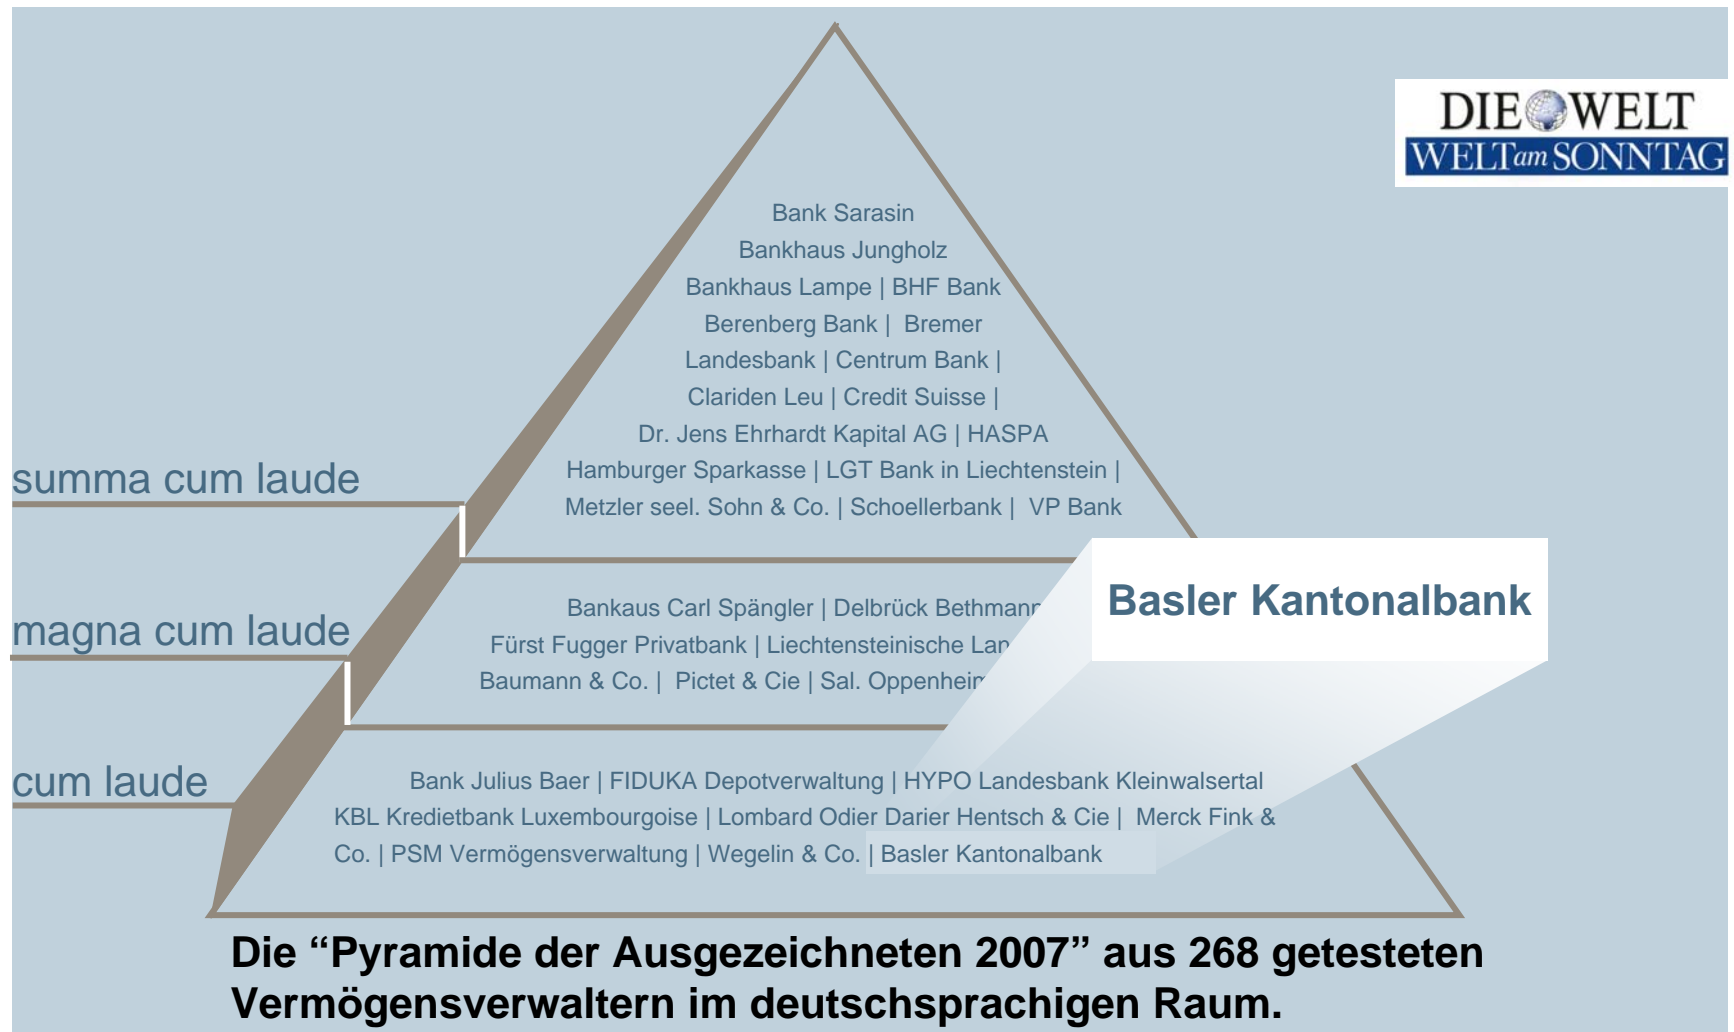 DIE WELT
WELT am SONNTAG
Bank Sarasin
Bankhaus Jungholz
Bankhaus Lampe | BHF Bank
Berenberg Bank | Bremer
Landesbank | Centrum Bank |
Clariden Leu | Credit Suisse |
Dr. Jens Ehrhardt Kapital AG | HASPA
Hamburger Sparkasse | LGT Bank in Liechtenstein |
Metzler seel. Sohn & Co. | Schoellerbank | VP Bank
summa cum laude
Bankaus Carl Spängler | Delbrück Bethmann
Fürst Fugger Privatbank | Liechtensteinische Lan
Baumann & Co. | Pictet & Cie | Sal. Oppenheim
magna cum laude
Basler Kantonalbank
cum laude
Bank Julius Baer | FIDUKA Depotverwaltung | HYPO Landesbank Kleinwalsertal
KBL Kredietbank Luxembourgoise | Lombard Odier Darier Hentsch & Cie | Merck Fink &
Co. | PSM Vermögensverwaltung | Wegelin & Co. | Basler Kantonalbank
Die “Pyramide der Ausgezeichneten 2007” aus 268 getesteten
Vermögensverwaltern im deutschsprachigen Raum.